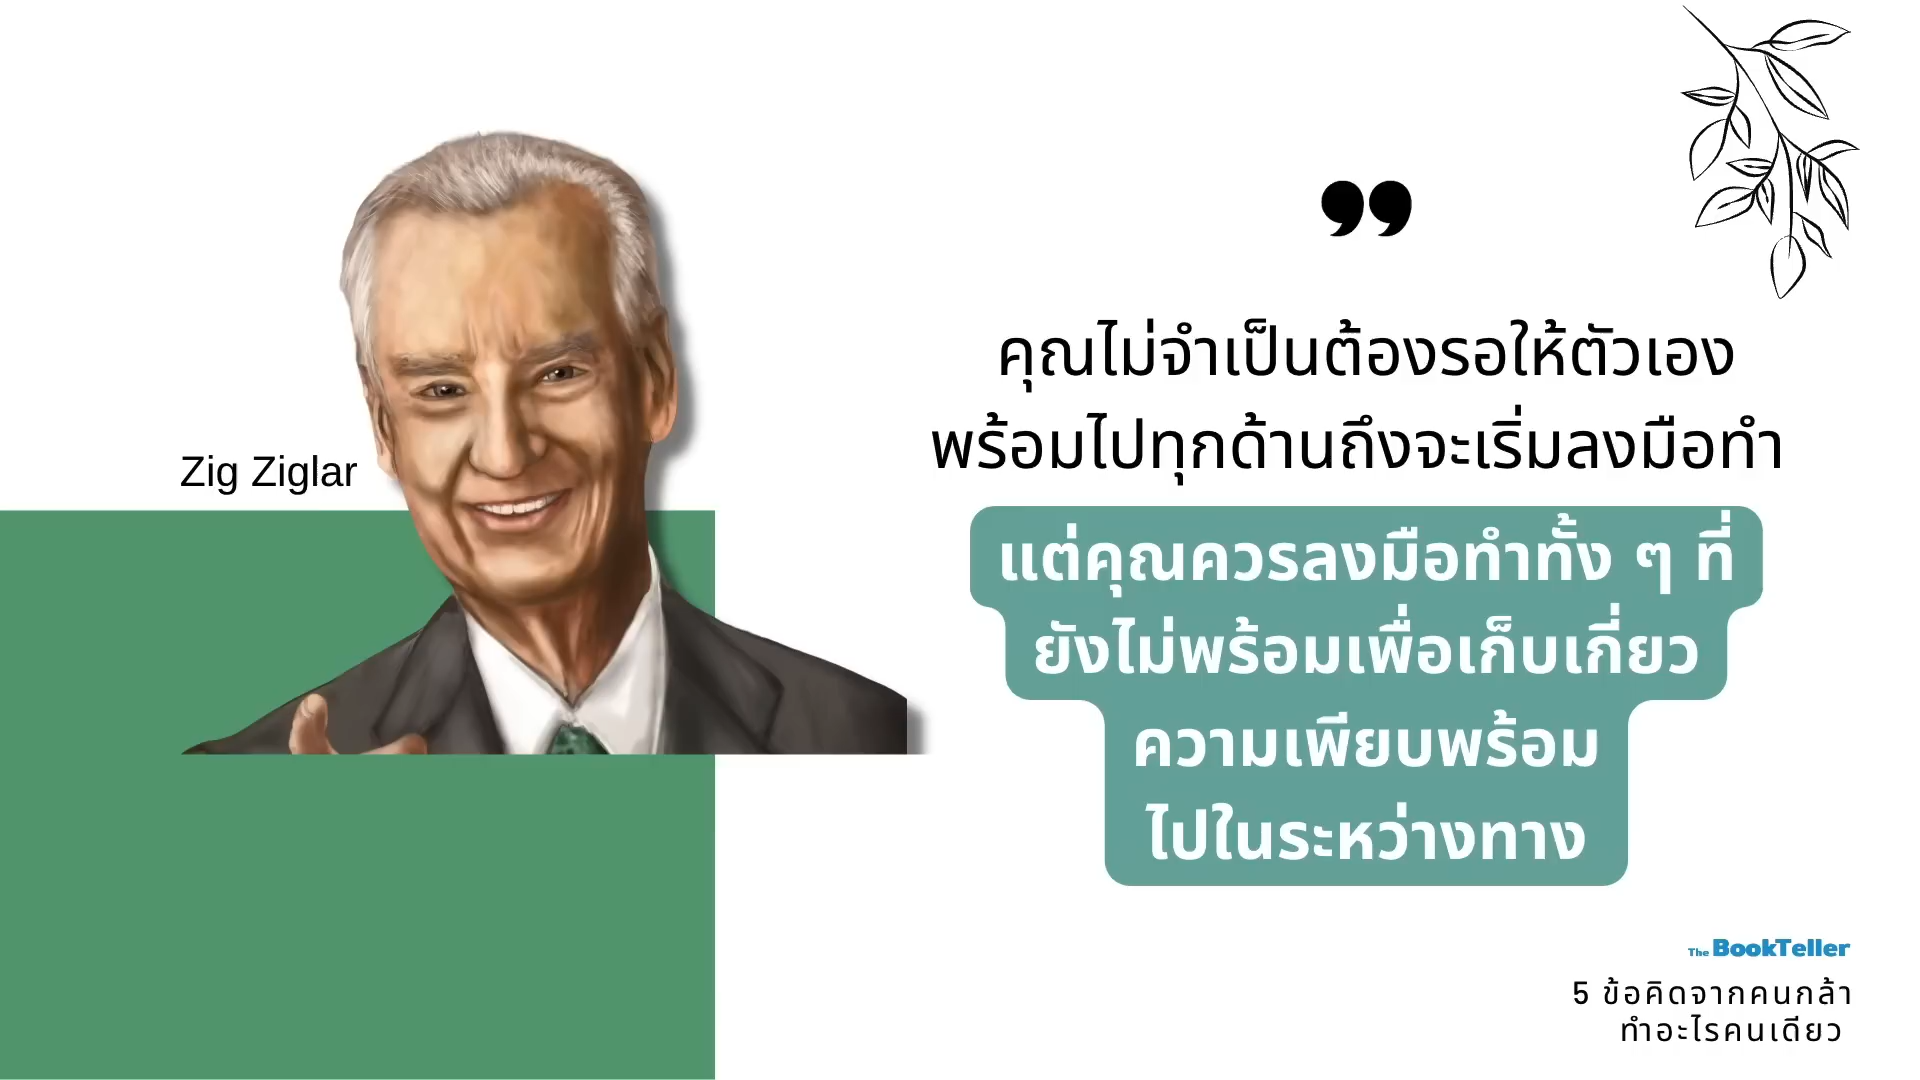 Zig Ziglar
คุณไม่จำเป็นต้องรอให้ตัวเอง
พร้อมไปทุกด้านถึงจะเริ่มลงมือทำ
แต่คุณควรลงมือทำทั้ง ๆ ที่
ยังไม่พร้อมเพื่อเก็บเกี่ยว
ความเพียบพร้อม
ไปในระหว่างทาง
The BookTeller
5 ข้อคิดจากคนกล้า
ทำอะไรคนเดียว